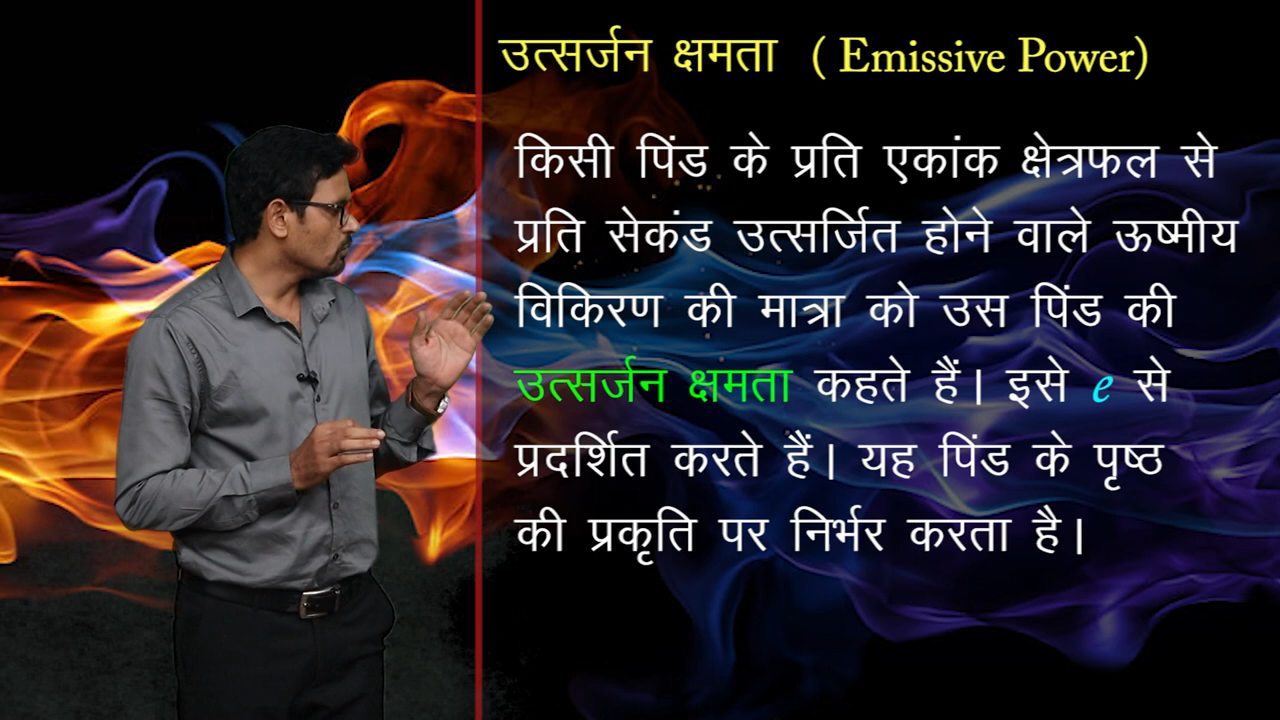 उत्सर्जन क्षमता ( Emissive Power)
किसी पिंड के प्रति एकांक क्षेत्रफल से
प्रति सेकंड उत्सर्जित होने वाले ऊष्मीय
विकिरण की मात्रा को उस पिंड की
उत्सर्जन क्षमता कहते हैं। इसे e से
प्रदर्शित करते हैं। यह पिंड के पृष्ठ
की प्रकृति पर निर्भर करता है।